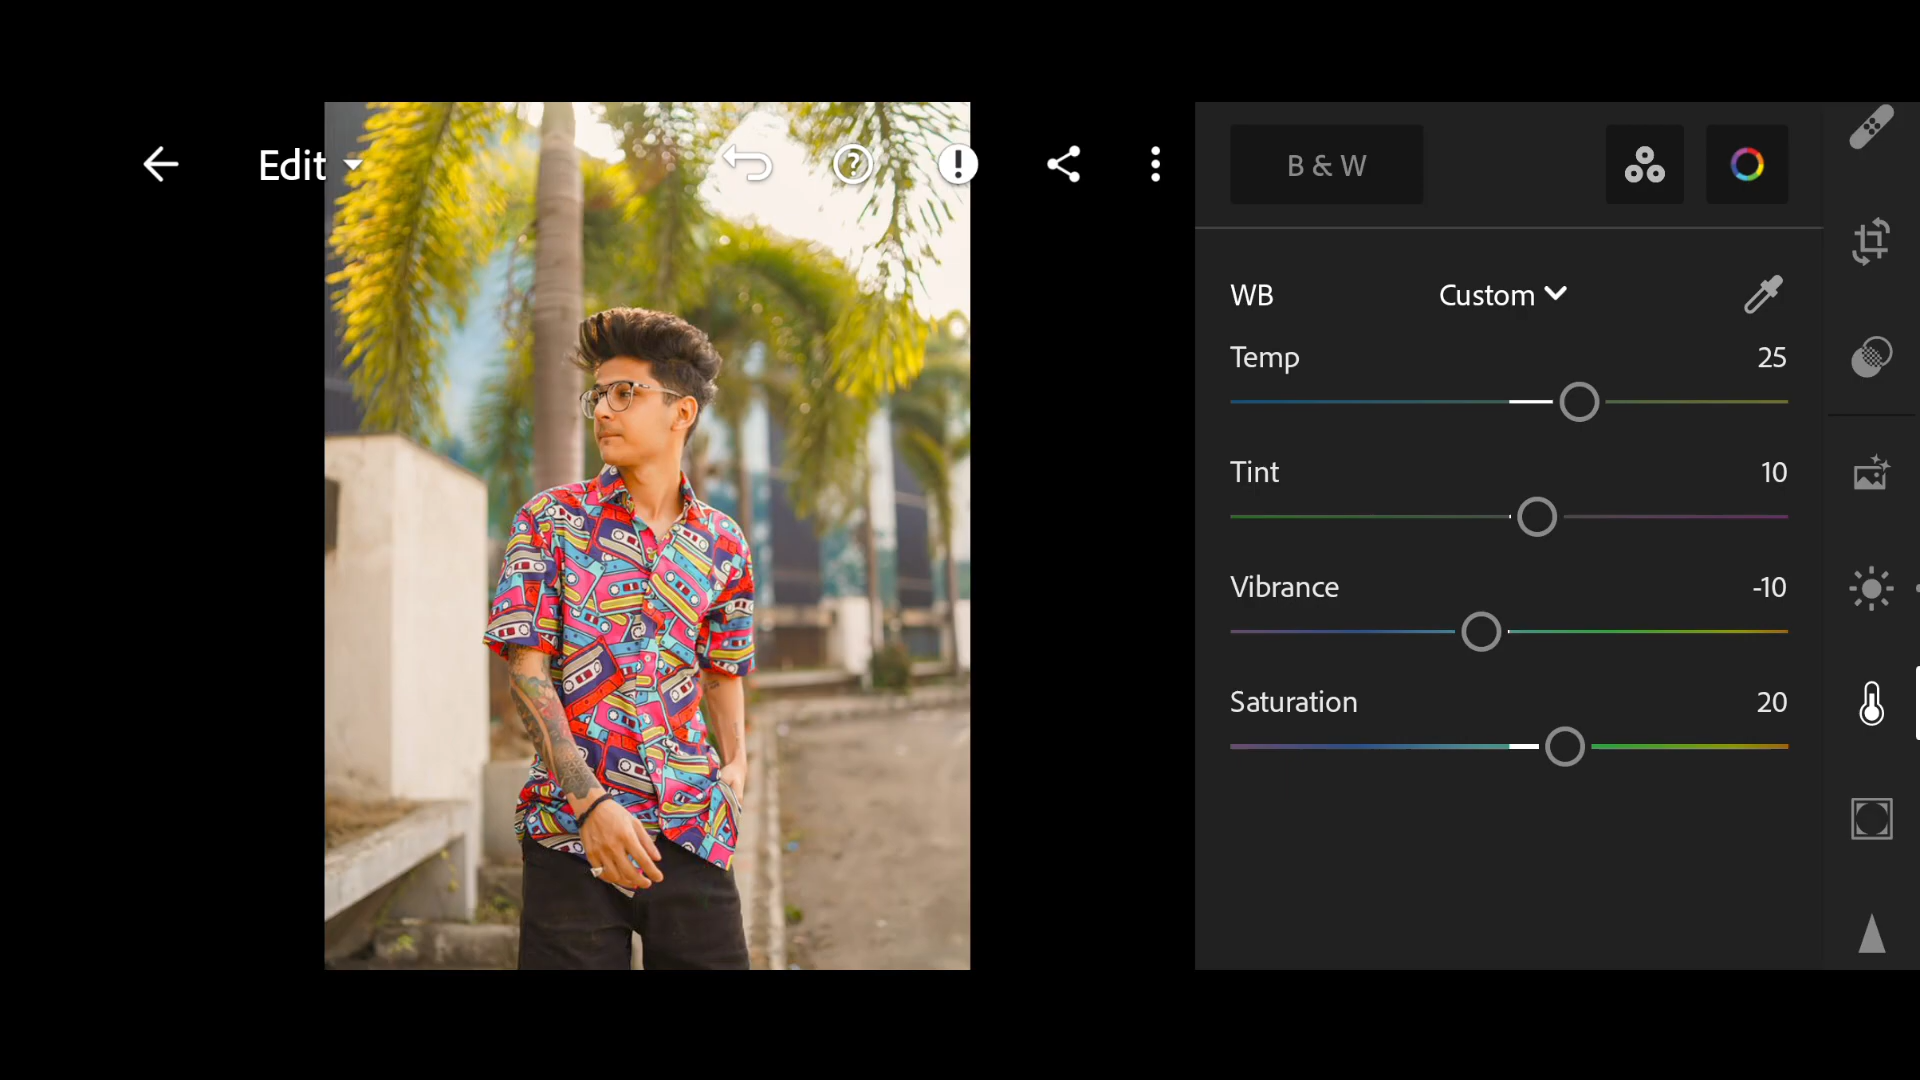 Edit
B & W
WB
Custom
Temp
25
Tint
10
Vibrance
-10
Saturation
20